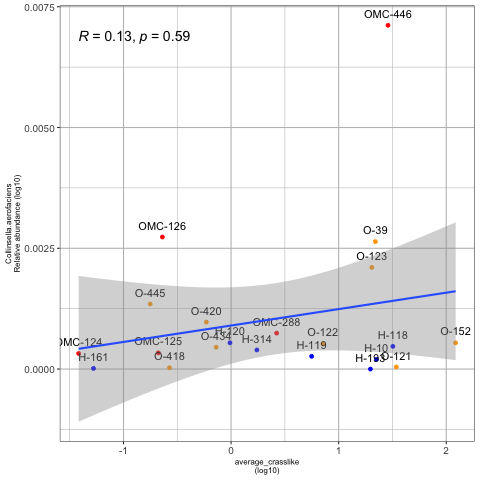 OMC-446
R = 0.13, p = 0.59
0.0075
0.0050
0.0025
0.0000
Collinsella.aerofaciens
Relative abundance (log10)
OMC-126
O-39
O-123
O-445
O-420
OMC-288
H-320
O-434
O-122
H-118
O-152
OMC-124
OMC-125
H-314
H-119
H-10
H-161
O-418
H-193
O-121
-1
0
1
2
average_crasslike
(log10)